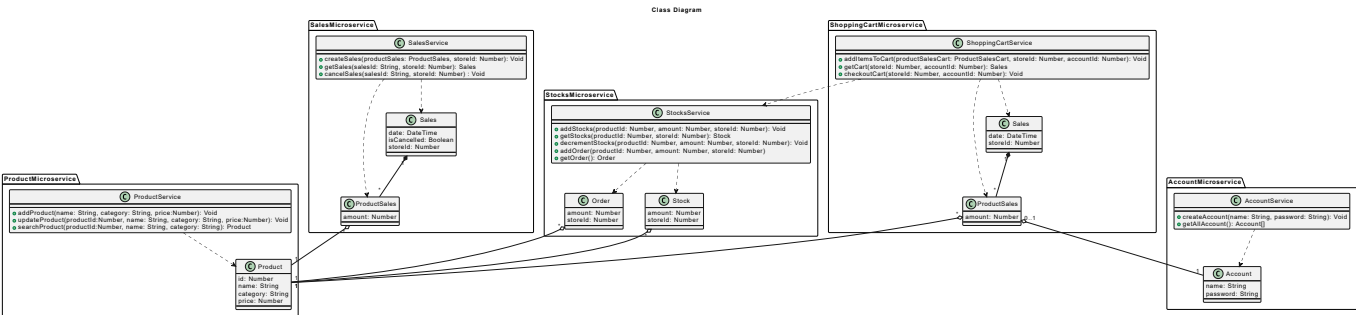 Class Diagram
SalesMicroservice
C SalesService
createSales(productSales: ProductSales, storeId: Number): Void
getSales(salesId: String, storeId: Number): Sales
cancelSales(salesId: String, storeId: Number) : Void
C Sales
date: DateTime
isCancelled: Boolean
storeId: Number
C ProductSales
amount: Number
StocksMicroservice
C StocksService
addStocks(productId: Number, amount: Number, storeId: Number): Void
getStocks(productId: Number, storeId: Number): Stock
decrementStocks(productId: Number, amount: Number, storeId: Number): Void
addOrder(productId: Number, amount: Number, storeId: Number)
getOrder(): Order
C Order
amount: Number
storeId: Number
C Stock
amount: Number
storeId: Number
ShoppingCartMicroservice
C ShoppingCartService
addItemsToCart(productSalesCart: ProductSalesCart, storeId: Number, accountId: Number): Void
getCart(storeId: Number, accountId: Number): Sales
checkoutCart(storeId: Number, accountId: Number): Void
C Sales
date: DateTime
storeId: Number
C ProductSales
amount: Number
0..1
ProductMicroservice
C ProductService
addProduct(name: String, category: String, price:Number): Void
updateProduct(productId:Number, name: String, category: String, price:Number): Void
searchProduct(productId:Number, name: String, category: String): Product
C Product
id: Number
name: String
category: String
price: Number
1
1
1
AccountMicroservice
C AccountService
createAccount(name: String, password: String): Void
getAllAccount(): Account[]
1
C Account
name: String
password: String